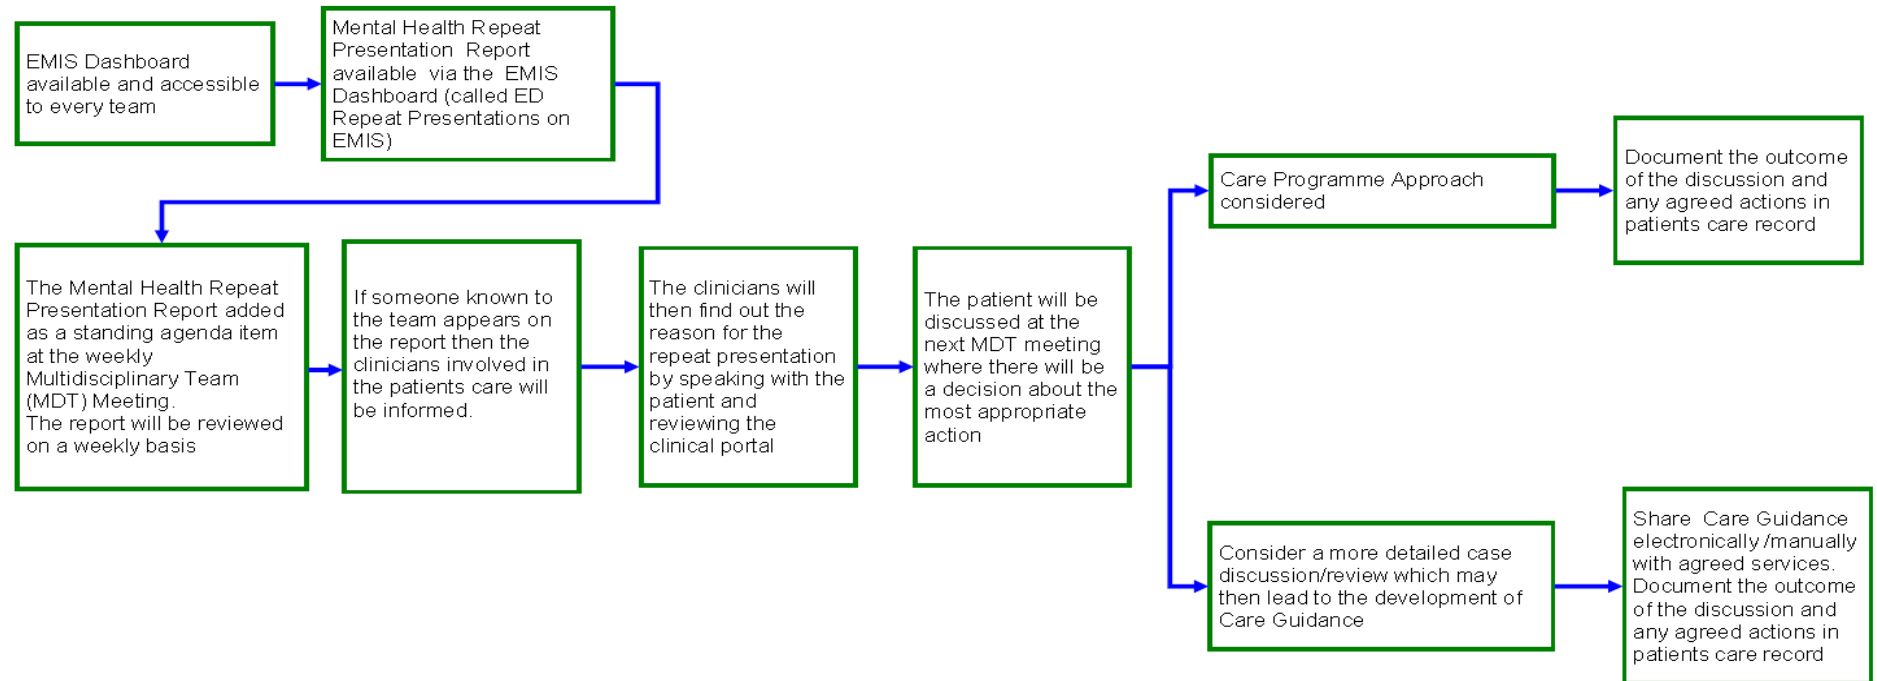 EMIS Dashboard
available and accessible
to every team
Mental Health Repeat
Presentation  Report
available  via the  EMIS
Dashboard (called ED
Repeat Presentations on
EMIS)
The Mental Health Repeat
Presentation Report added
as a standing agenda item
at the weekly
Multidisciplinary Team
(MDT) Meeting.
The report will be reviewed
on a weekly basis
If someone known to
the team appears on
the report then the
clinicians involved in
the patients care will
be informed.
The clinicians will
then find out the
reason for the
repeat presentation
by speaking with the
patient and
reviewing the
clinical portal
The patient will be
discussed at the
next MDT meeting
where there will be
a decision about the
most appropriate
action
Care Programme Approach
considered
Document the outcome
of the discussion and
any agreed actions in
patients care record
Consider a more detailed case
discussion/review which may
then lead to the development of
Care Guidance
Share  Care Guidance
electronically/manually
with agreed services.
Document the outcome
of the discussion and
any agreed actions in
patients care record